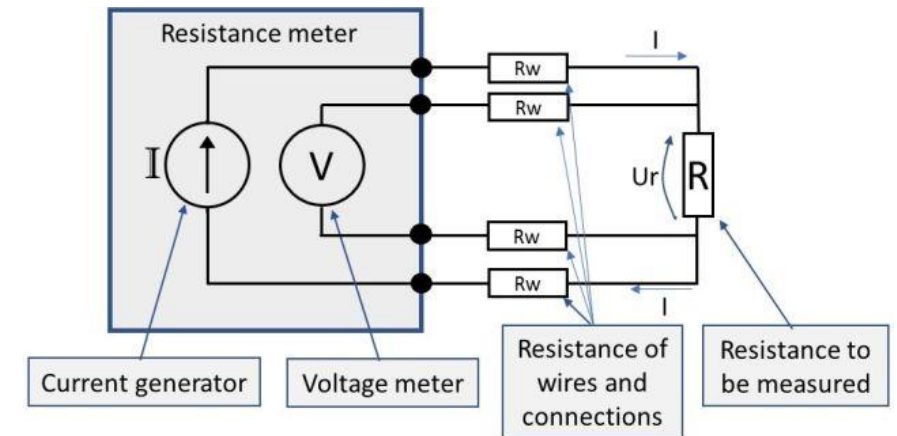 Resistance meter
I
Rw
I
Rw
V
Ur
R
Rw
Rw
I
Current generator
Voltage meter
Resistance of
wires and
connections
Resistance to
be measured